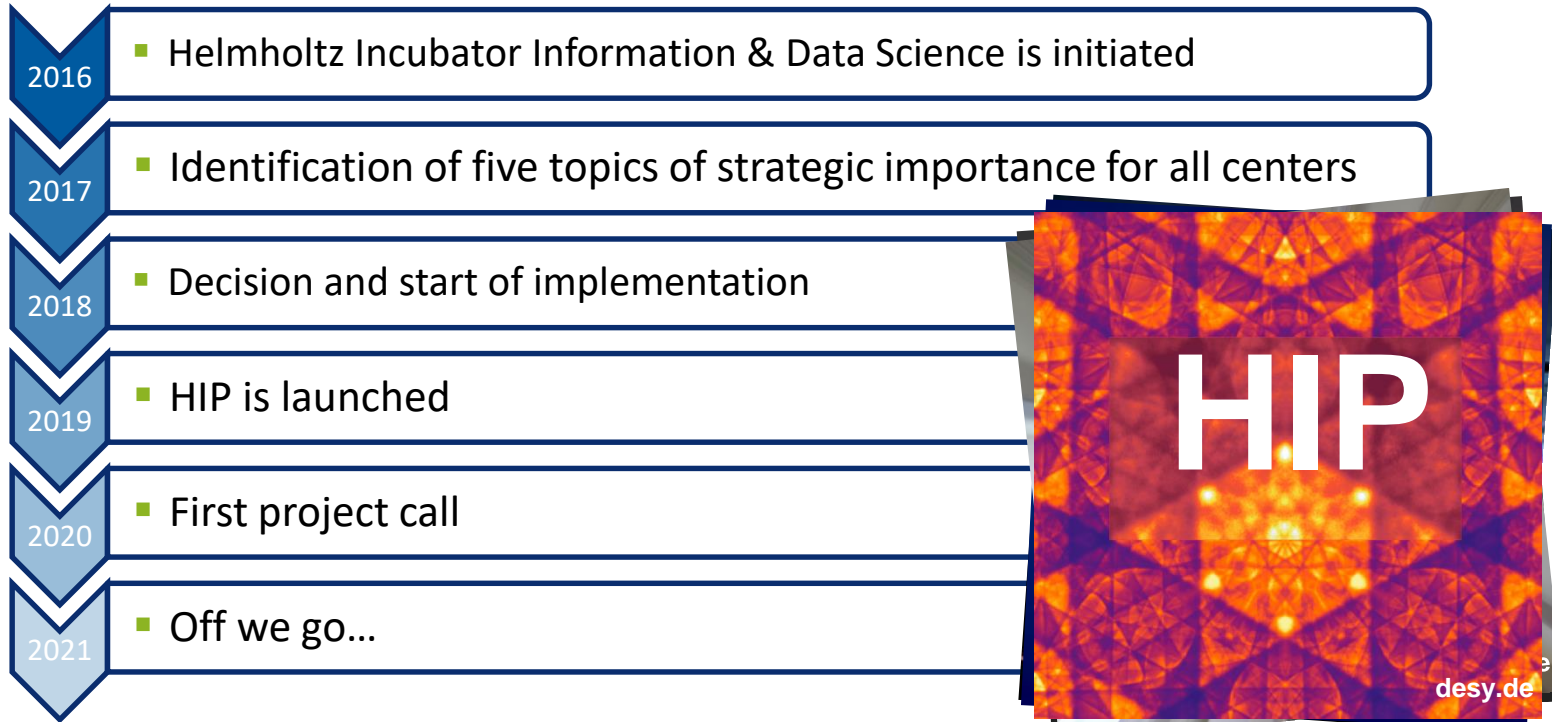 2016
▪ Helmholtz Incubator Information & Data Science is initiated
2017
▪ Identification of five topics of strategic importance for all centers
2018
▪ Decision and start of implementation
2019
▪ HIP is launched
2020
▪ First project call
2021
▪ Off we go…
HIP
desy.de